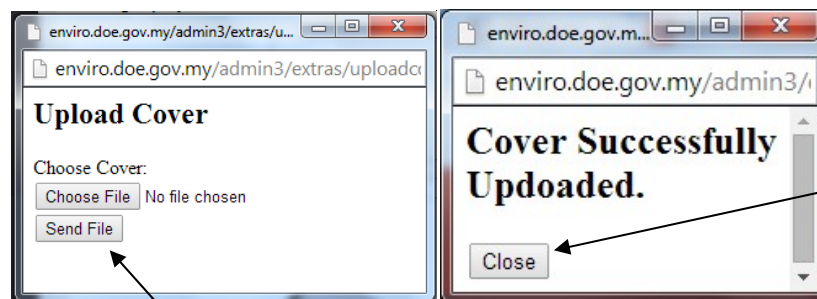 enviro.doe.gov.my/admin3/extras/u...
enviro.doe.gov.my/admin3/extras/uploadco
Upload Cover
Choose Cover:
Choose File No file chosen
Send File
enviro.doe.gov.m...
enviro.doe.gov.my/admin3/
Cover Successfully
Updoaded.
Close